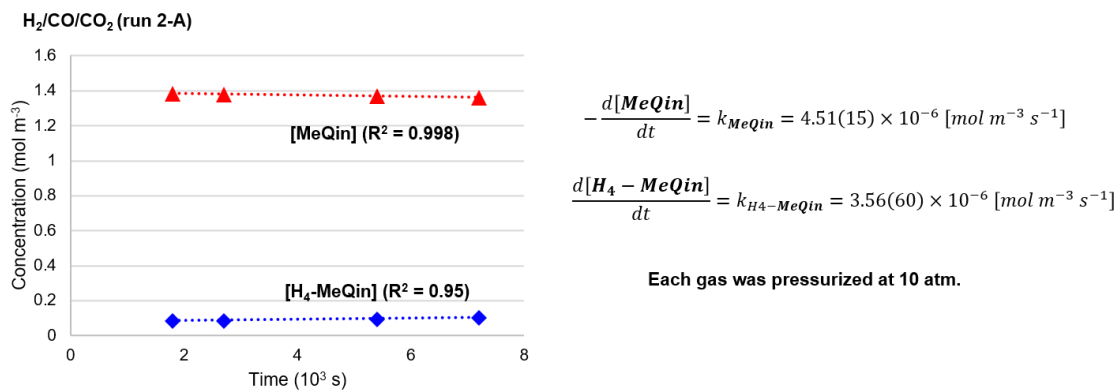 H₂/CO/CO₂ (run 2-A)
1.6
1.4
1.2
1
0.8
0.6
0.4
0.2
0
Concentration (mol m⁻³)
[MeQin] (R² = 0.998)
[H₄-MeQin] (R² = 0.95)
0 2 4 6 8
Time (10³ s)
−d[MeQin]/dt = k_MeQin = 4.51(15) × 10⁻⁶ [mol m⁻³ s⁻¹]
d[H₄ − MeQin]/dt = k_H4−MeQin = 3.56(60) × 10⁻⁶ [mol m⁻³ s⁻¹]
Each gas was pressurized at 10 atm.